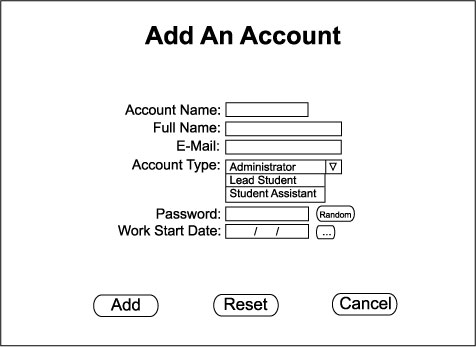 Add An Account
Account Name:
Full Name:
E-Mail:
Account Type: Administrator
Lead Student
Student Assistant
Password: Random
Work Start Date: / / ...
Add Reset Cancel